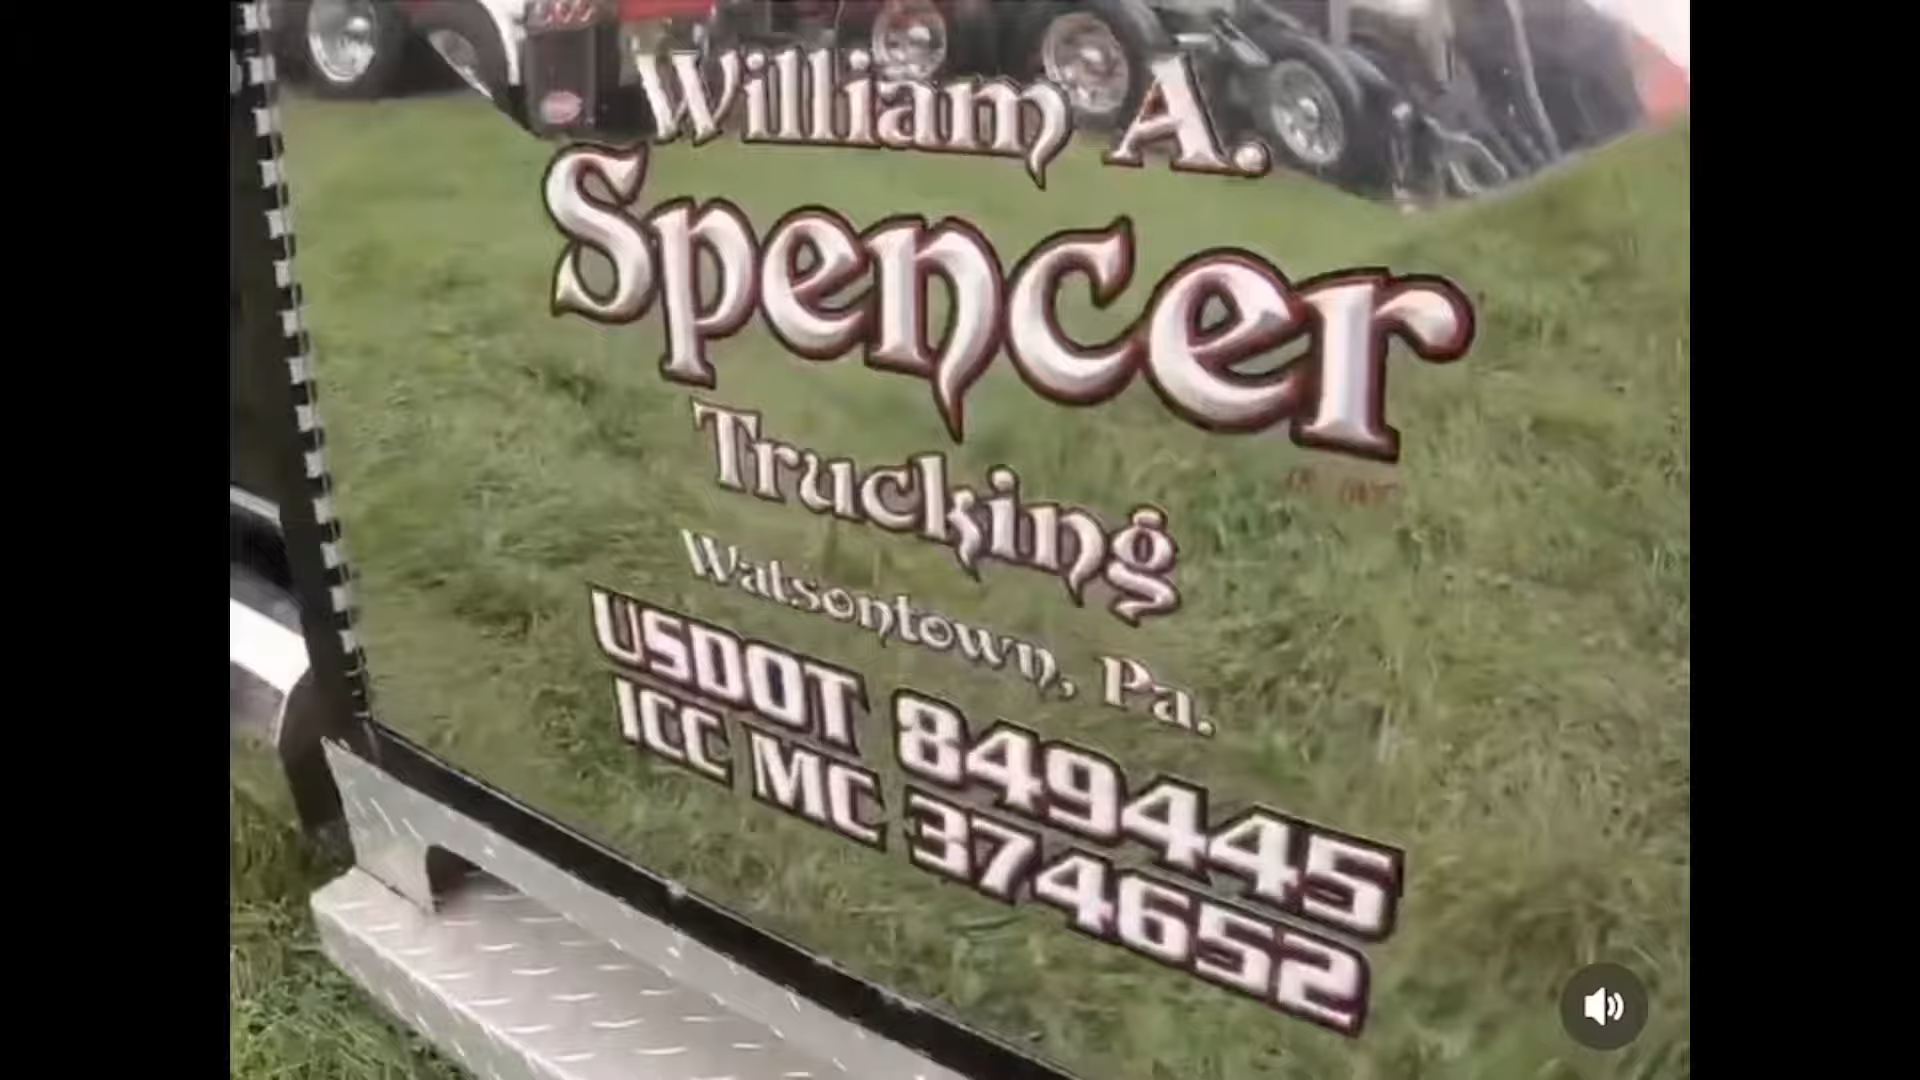 William A.
Spencer
Trucking
Watsontown, Pa.
USDOT 849445
ICC MC 374652